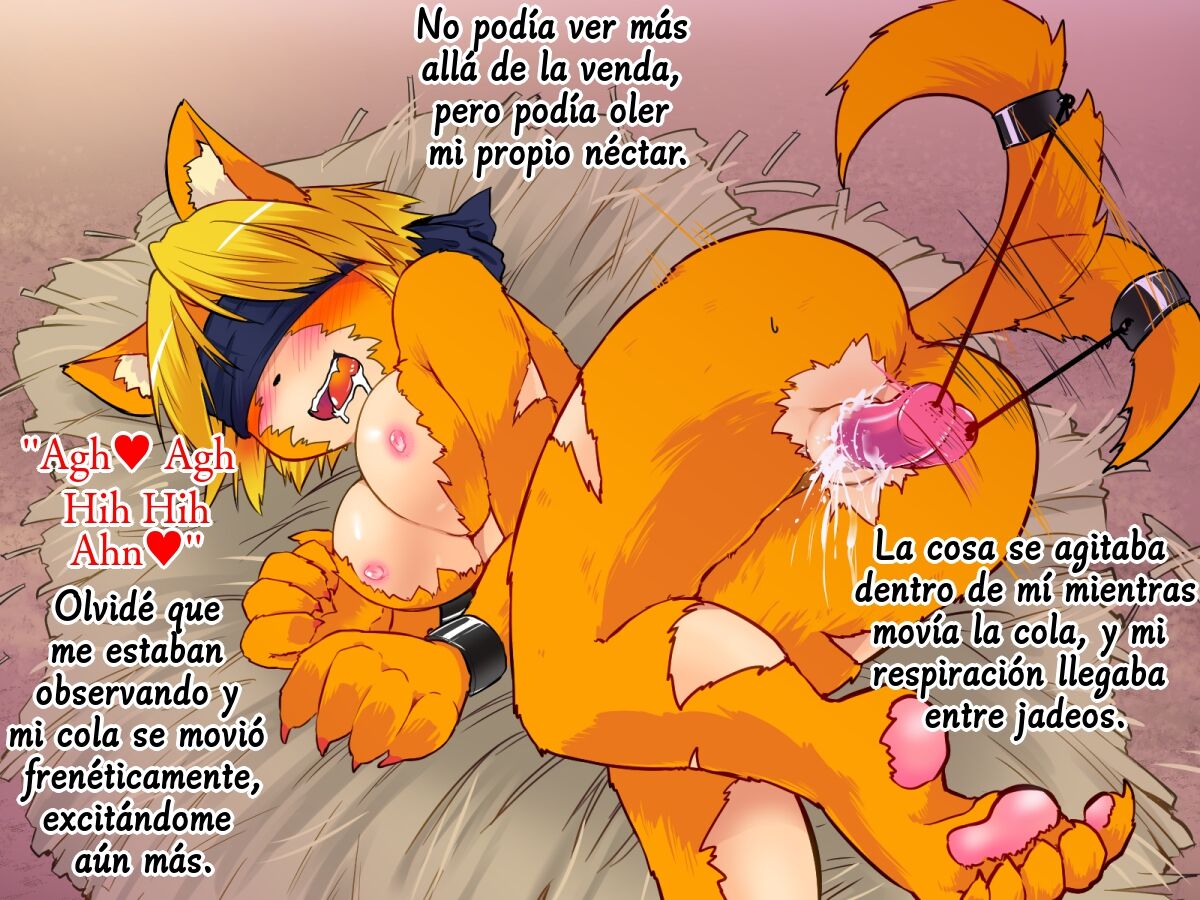 No podía ver más
allá de la venda,
pero podía oler
mi propio néctar.
"Agh♥ Agh
Hih Hih
Ahn♥"
Olvidé que
me estaban
observando y
mi cola se movió
frenéticamente,
excitándome
aún más.
La cosa se agitaba
dentro de mí mientras
movía la cola, y mi
respiración llegaba
entre jadeos.